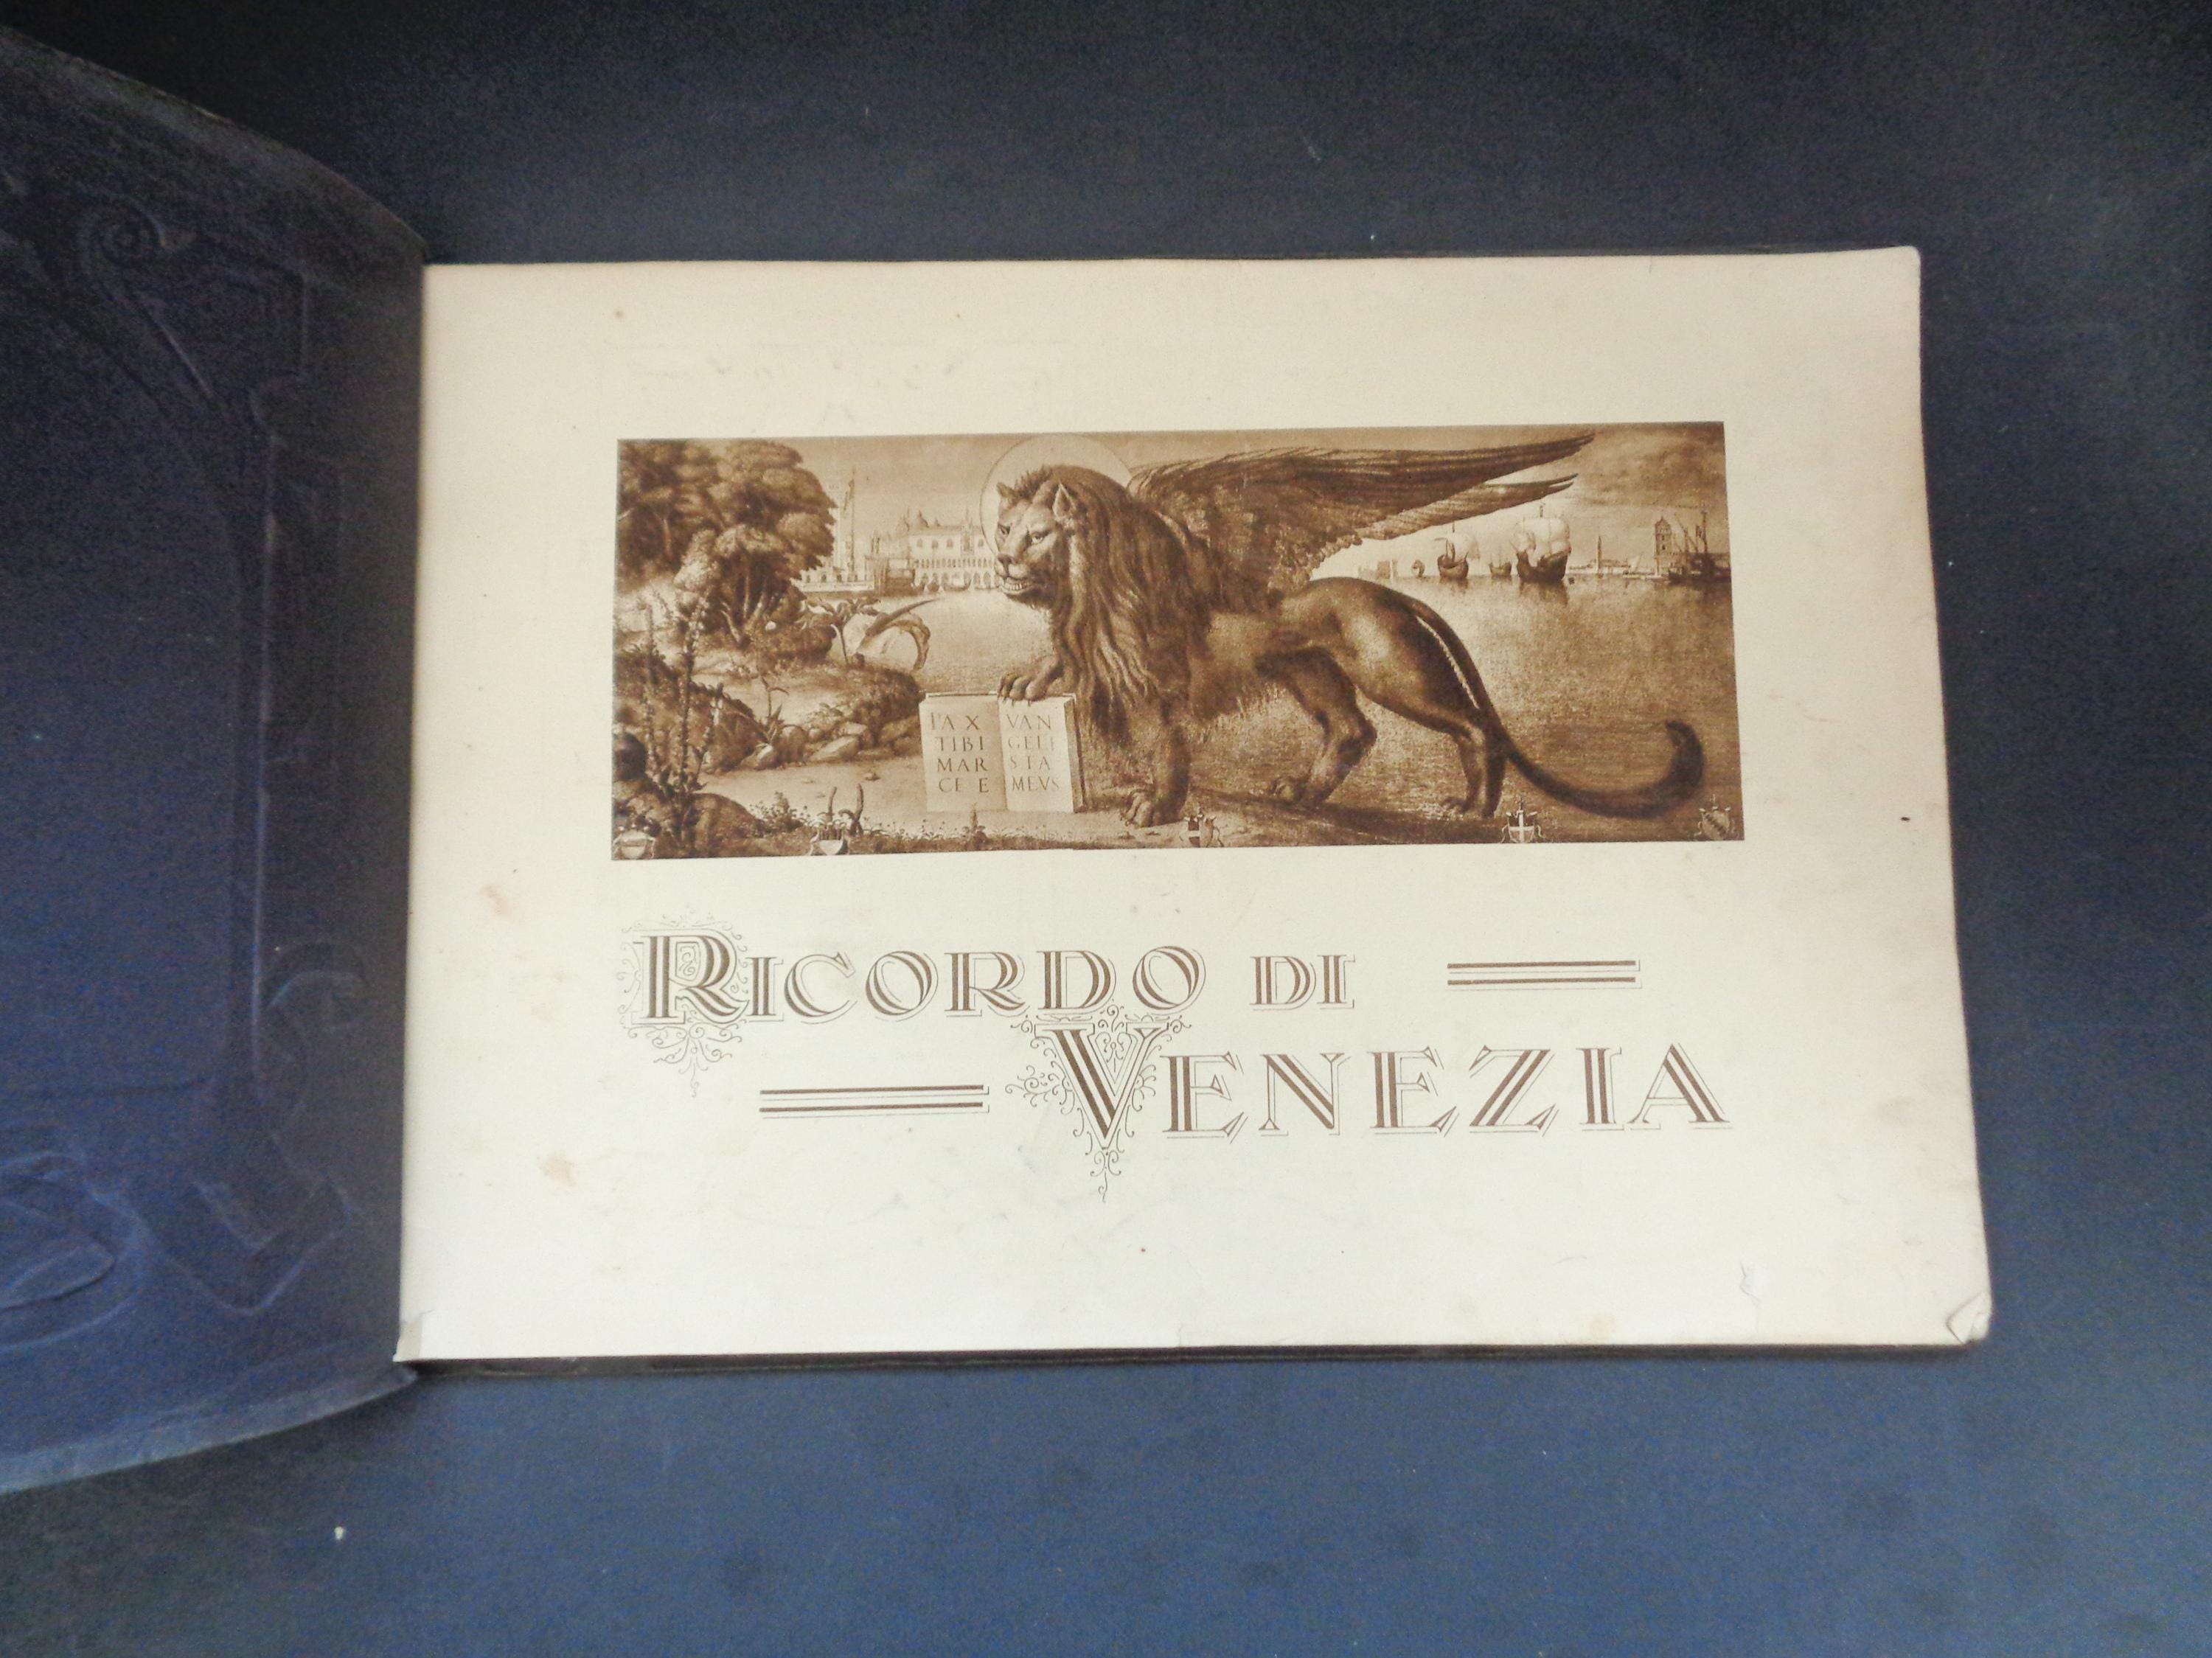 PAX
TIBI
MAR
CE E
VAN
GELI
STA
MEVS
RICORDO DI
VENEZIA